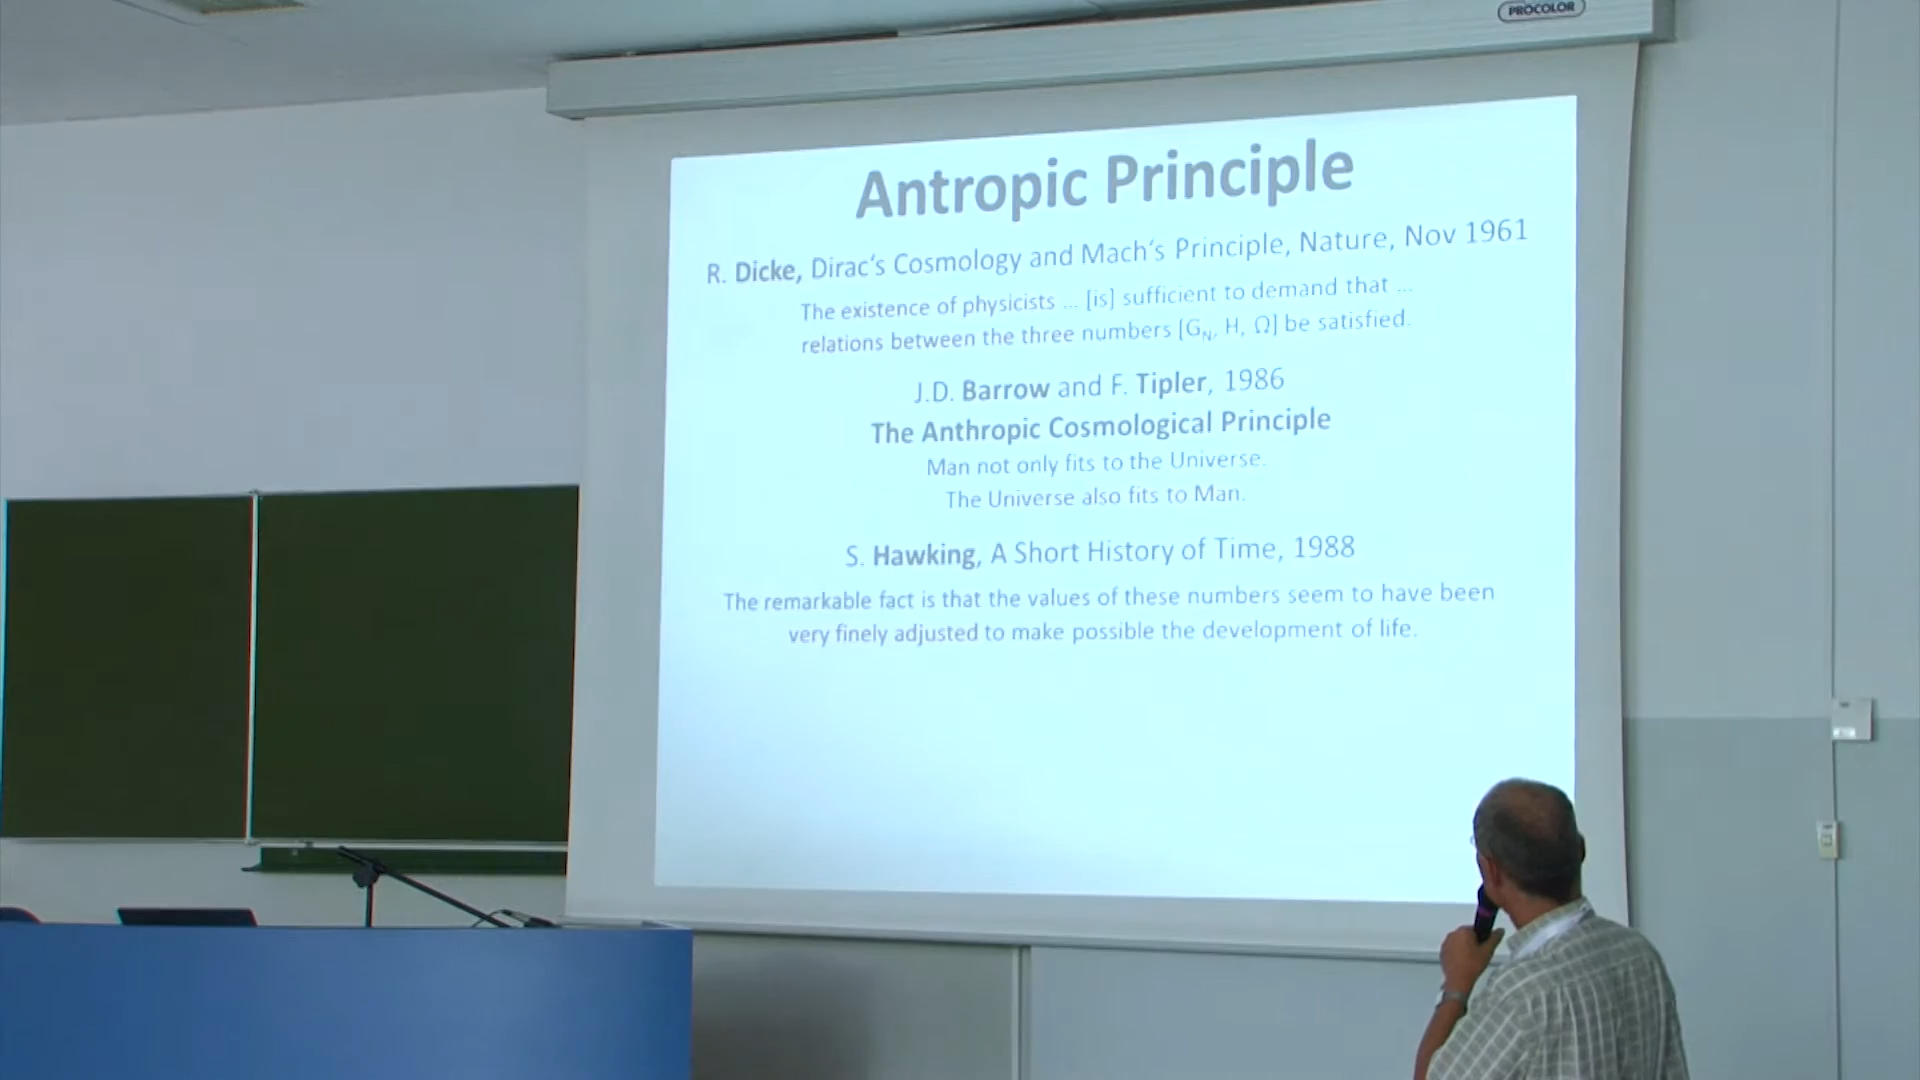 PROCOLOR
Antropic Principle
R. Dicke, Dirac‘s Cosmology and Mach‘s Principle, Nature, Nov 1961
The existence of physicists ... [is] sufficient to demand that ...
relations between the three numbers [G_N, H, Ω] be satisfied.
J.D. Barrow and F. Tipler, 1986
The Anthropic Cosmological Principle
Man not only fits to the Universe.
The Universe also fits to Man.
S. Hawking, A Short History of Time, 1988
The remarkable fact is that the values of these numbers seem to have been
very finely adjusted to make possible the development of life.